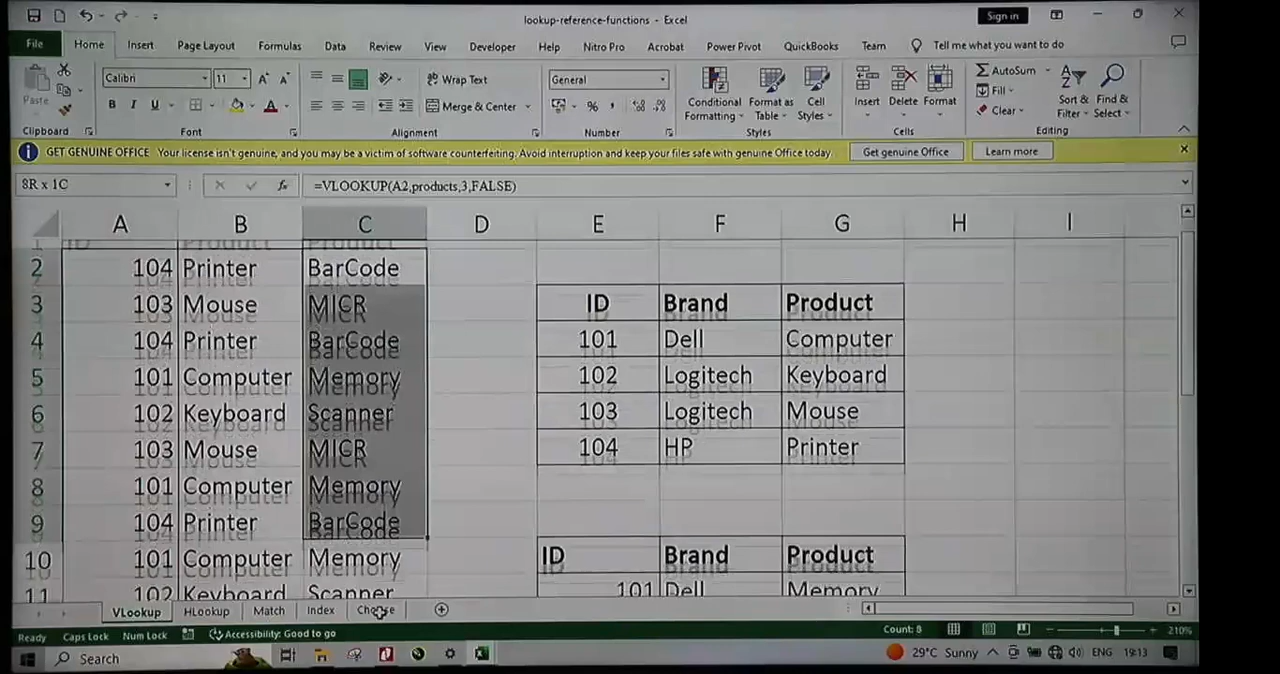 lookup-reference-functions - Excel
Sign in
File Home Insert Page Layout Formulas Data Review View Developer Help Nitro Pro Acrobat Power Pivot QuickBooks Team Tell me what you want to do
Calibri 11 Wrap Text General AutoSum
Paste Fill
B I U Merge & Center % Conditional Formatting Format as Table Cell Styles Insert Delete Format Clear Sort & Filter Find & Select
Clipboard Font Alignment Number Styles Cells Editing
GET GENUINE OFFICE Your license isn't genuine, and you may be a victim of software counterfeiting. Avoid interruption and keep your files safe with genuine Office today. Get genuine Office Learn more
8R x 1C fx =VLOOKUP(A2,products,3,FALSE)
A B C D E F G H I
1 ID Product Product
2 104 Printer BarCode
3 103 Mouse MICR ID Brand Product
4 104 Printer BarCode 101 Dell Computer
5 101 Computer Memory 102 Logitech Keyboard
6 102 Keyboard Scanner 103 Logitech Mouse
7 103 Mouse MICR 104 HP Printer
8 101 Computer Memory
9 104 Printer BarCode
10 101 Computer Memory ID Brand Product
11 102 Keyboard Scanner 101 Dell Memory
VLookup HLookup Match Index Choose
Ready Caps Lock Num Lock Accessibility: Good to go Count: 8 210%
Search 29°C Sunny ENG 19:13